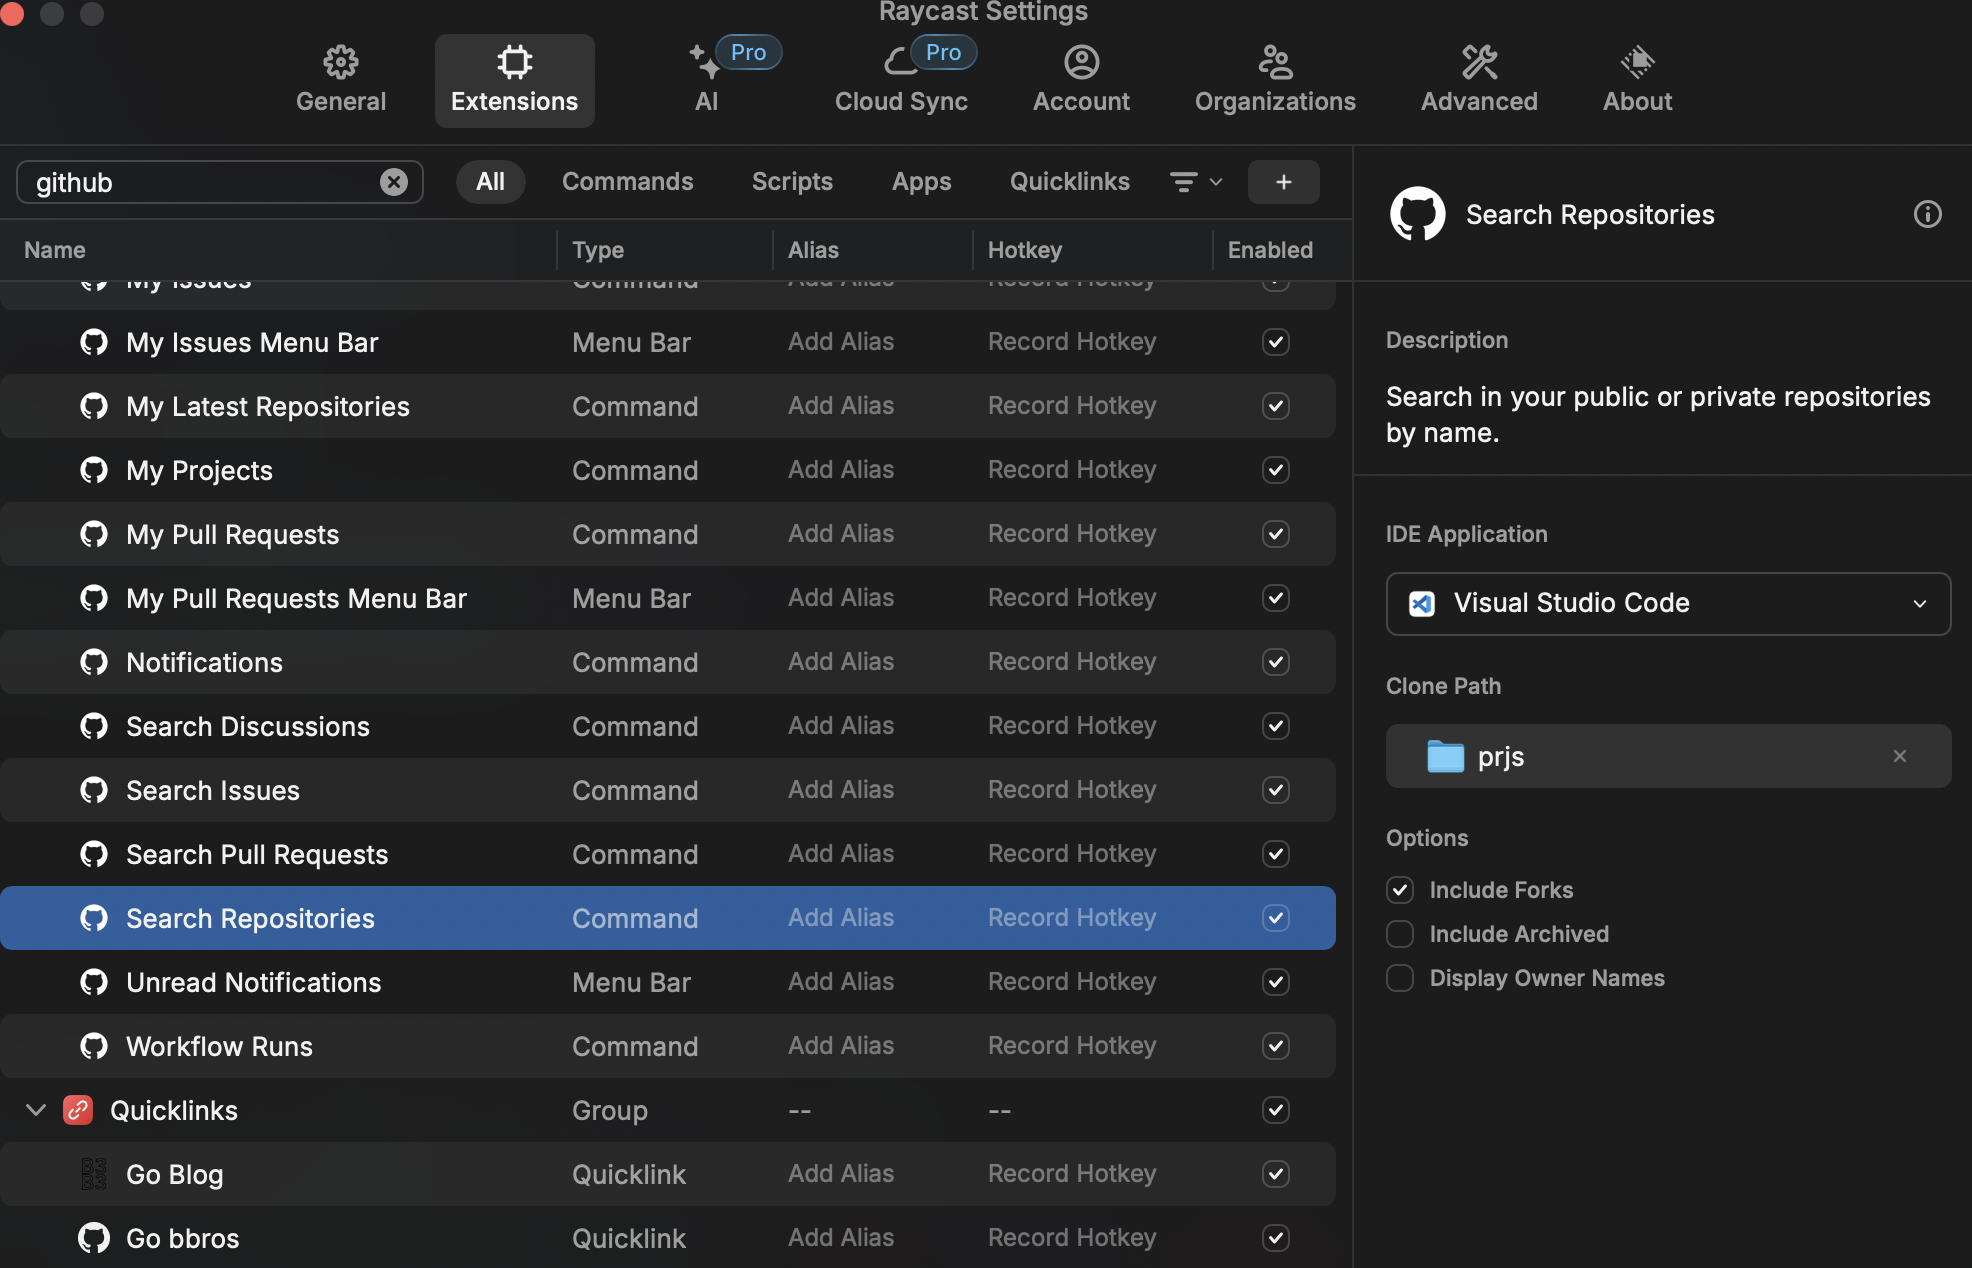 Raycast Settings
General
Extensions
Pro
AI
Pro
Cloud Sync
Account
Organizations
Advanced
About
github
All
Commands
Scripts
Apps
Quicklinks
+
Name Type Alias Hotkey Enabled
My Issues Command Add Alias Record Hotkey
My Issues Menu Bar Menu Bar Add Alias Record Hotkey
My Latest Repositories Command Add Alias Record Hotkey
My Projects Command Add Alias Record Hotkey
My Pull Requests Command Add Alias Record Hotkey
My Pull Requests Menu Bar Menu Bar Add Alias Record Hotkey
Notifications Command Add Alias Record Hotkey
Search Discussions Command Add Alias Record Hotkey
Search Issues Command Add Alias Record Hotkey
Search Pull Requests Command Add Alias Record Hotkey
Search Repositories Command Add Alias Record Hotkey
Unread Notifications Menu Bar Add Alias Record Hotkey
Workflow Runs Command Add Alias Record Hotkey
Quicklinks Group -- --
Go Blog Quicklink Add Alias Record Hotkey
Go bbros Quicklink Add Alias Record Hotkey
Search Repositories
Description
Search in your public or private repositories
by name.
IDE Application
Visual Studio Code
Clone Path
prjs
Options
Include Forks
Include Archived
Display Owner Names